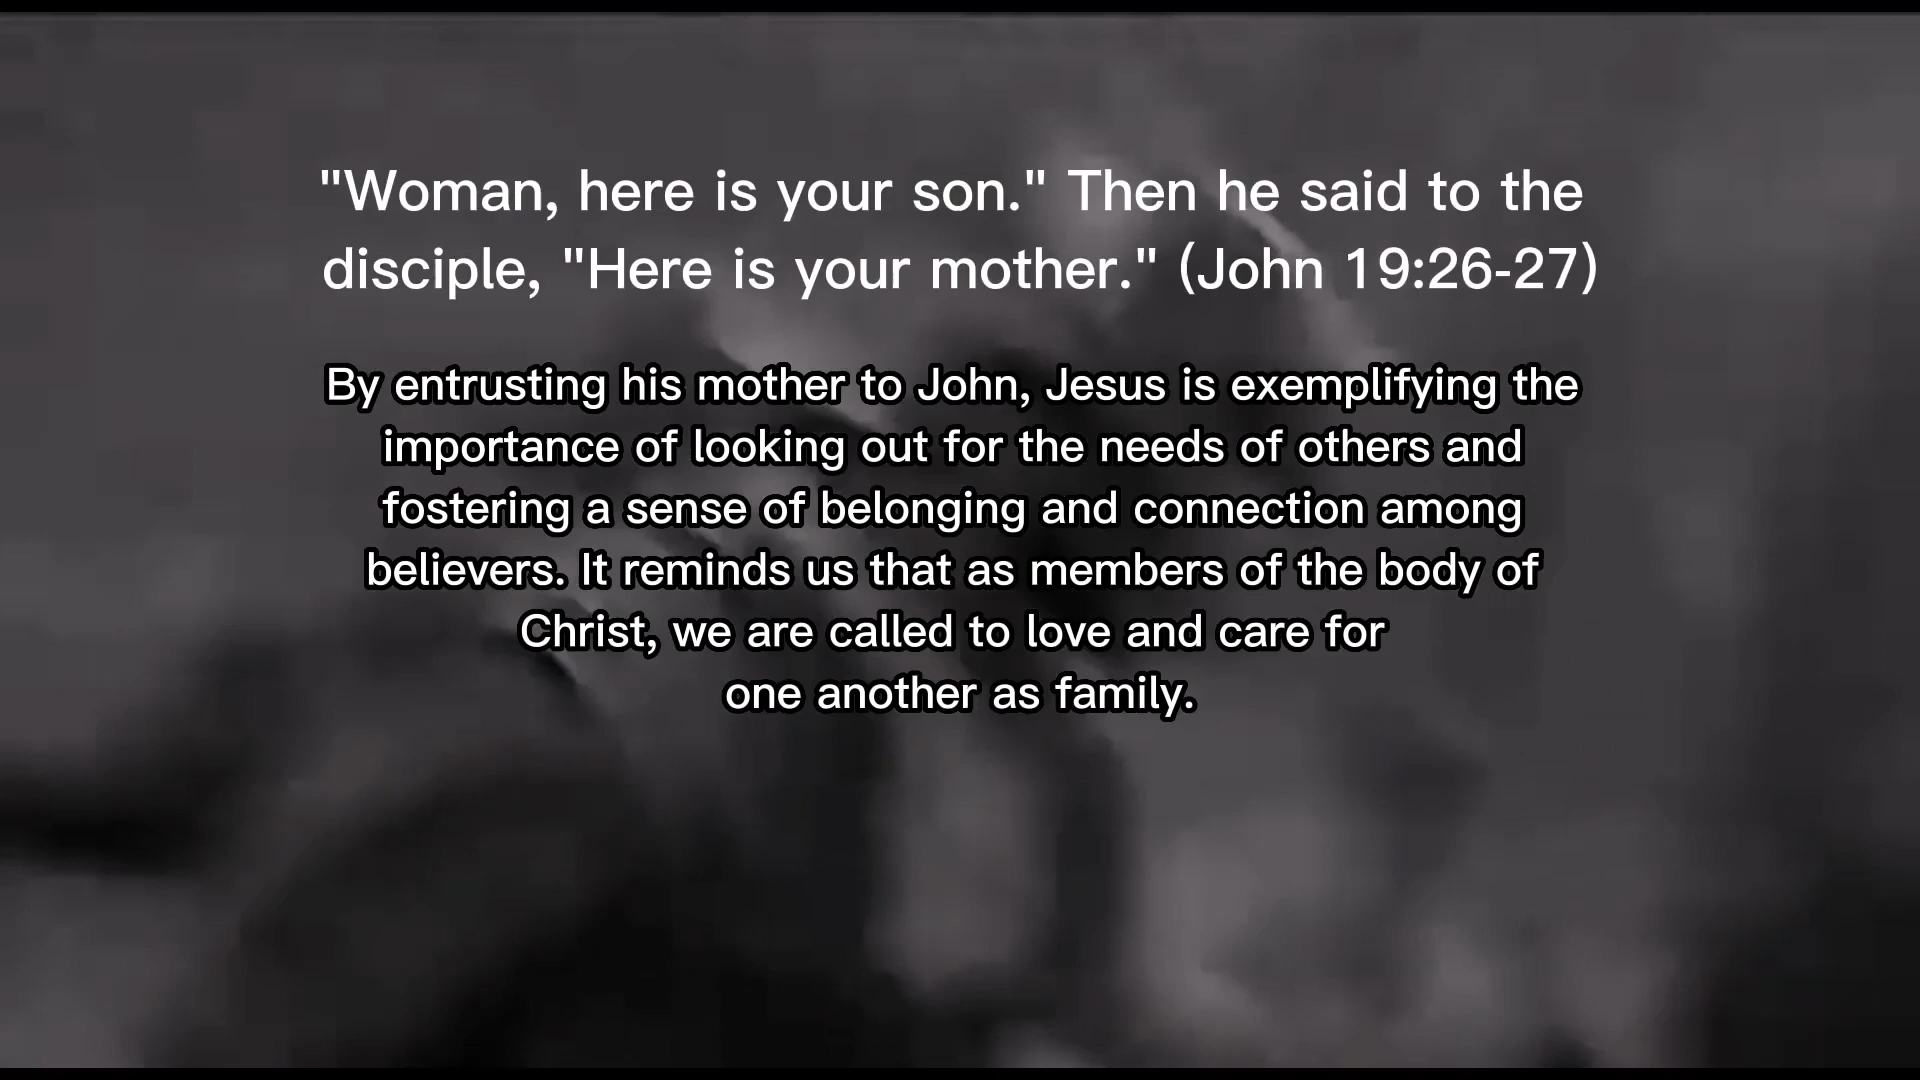 "Woman, here is your son." Then he said to the
disciple, "Here is your mother." (John 19:26-27)
By entrusting his mother to John, Jesus is exemplifying the
importance of looking out for the needs of others and
fostering a sense of belonging and connection among
believers. It reminds us that as members of the body of
Christ, we are called to love and care for
one another as family.